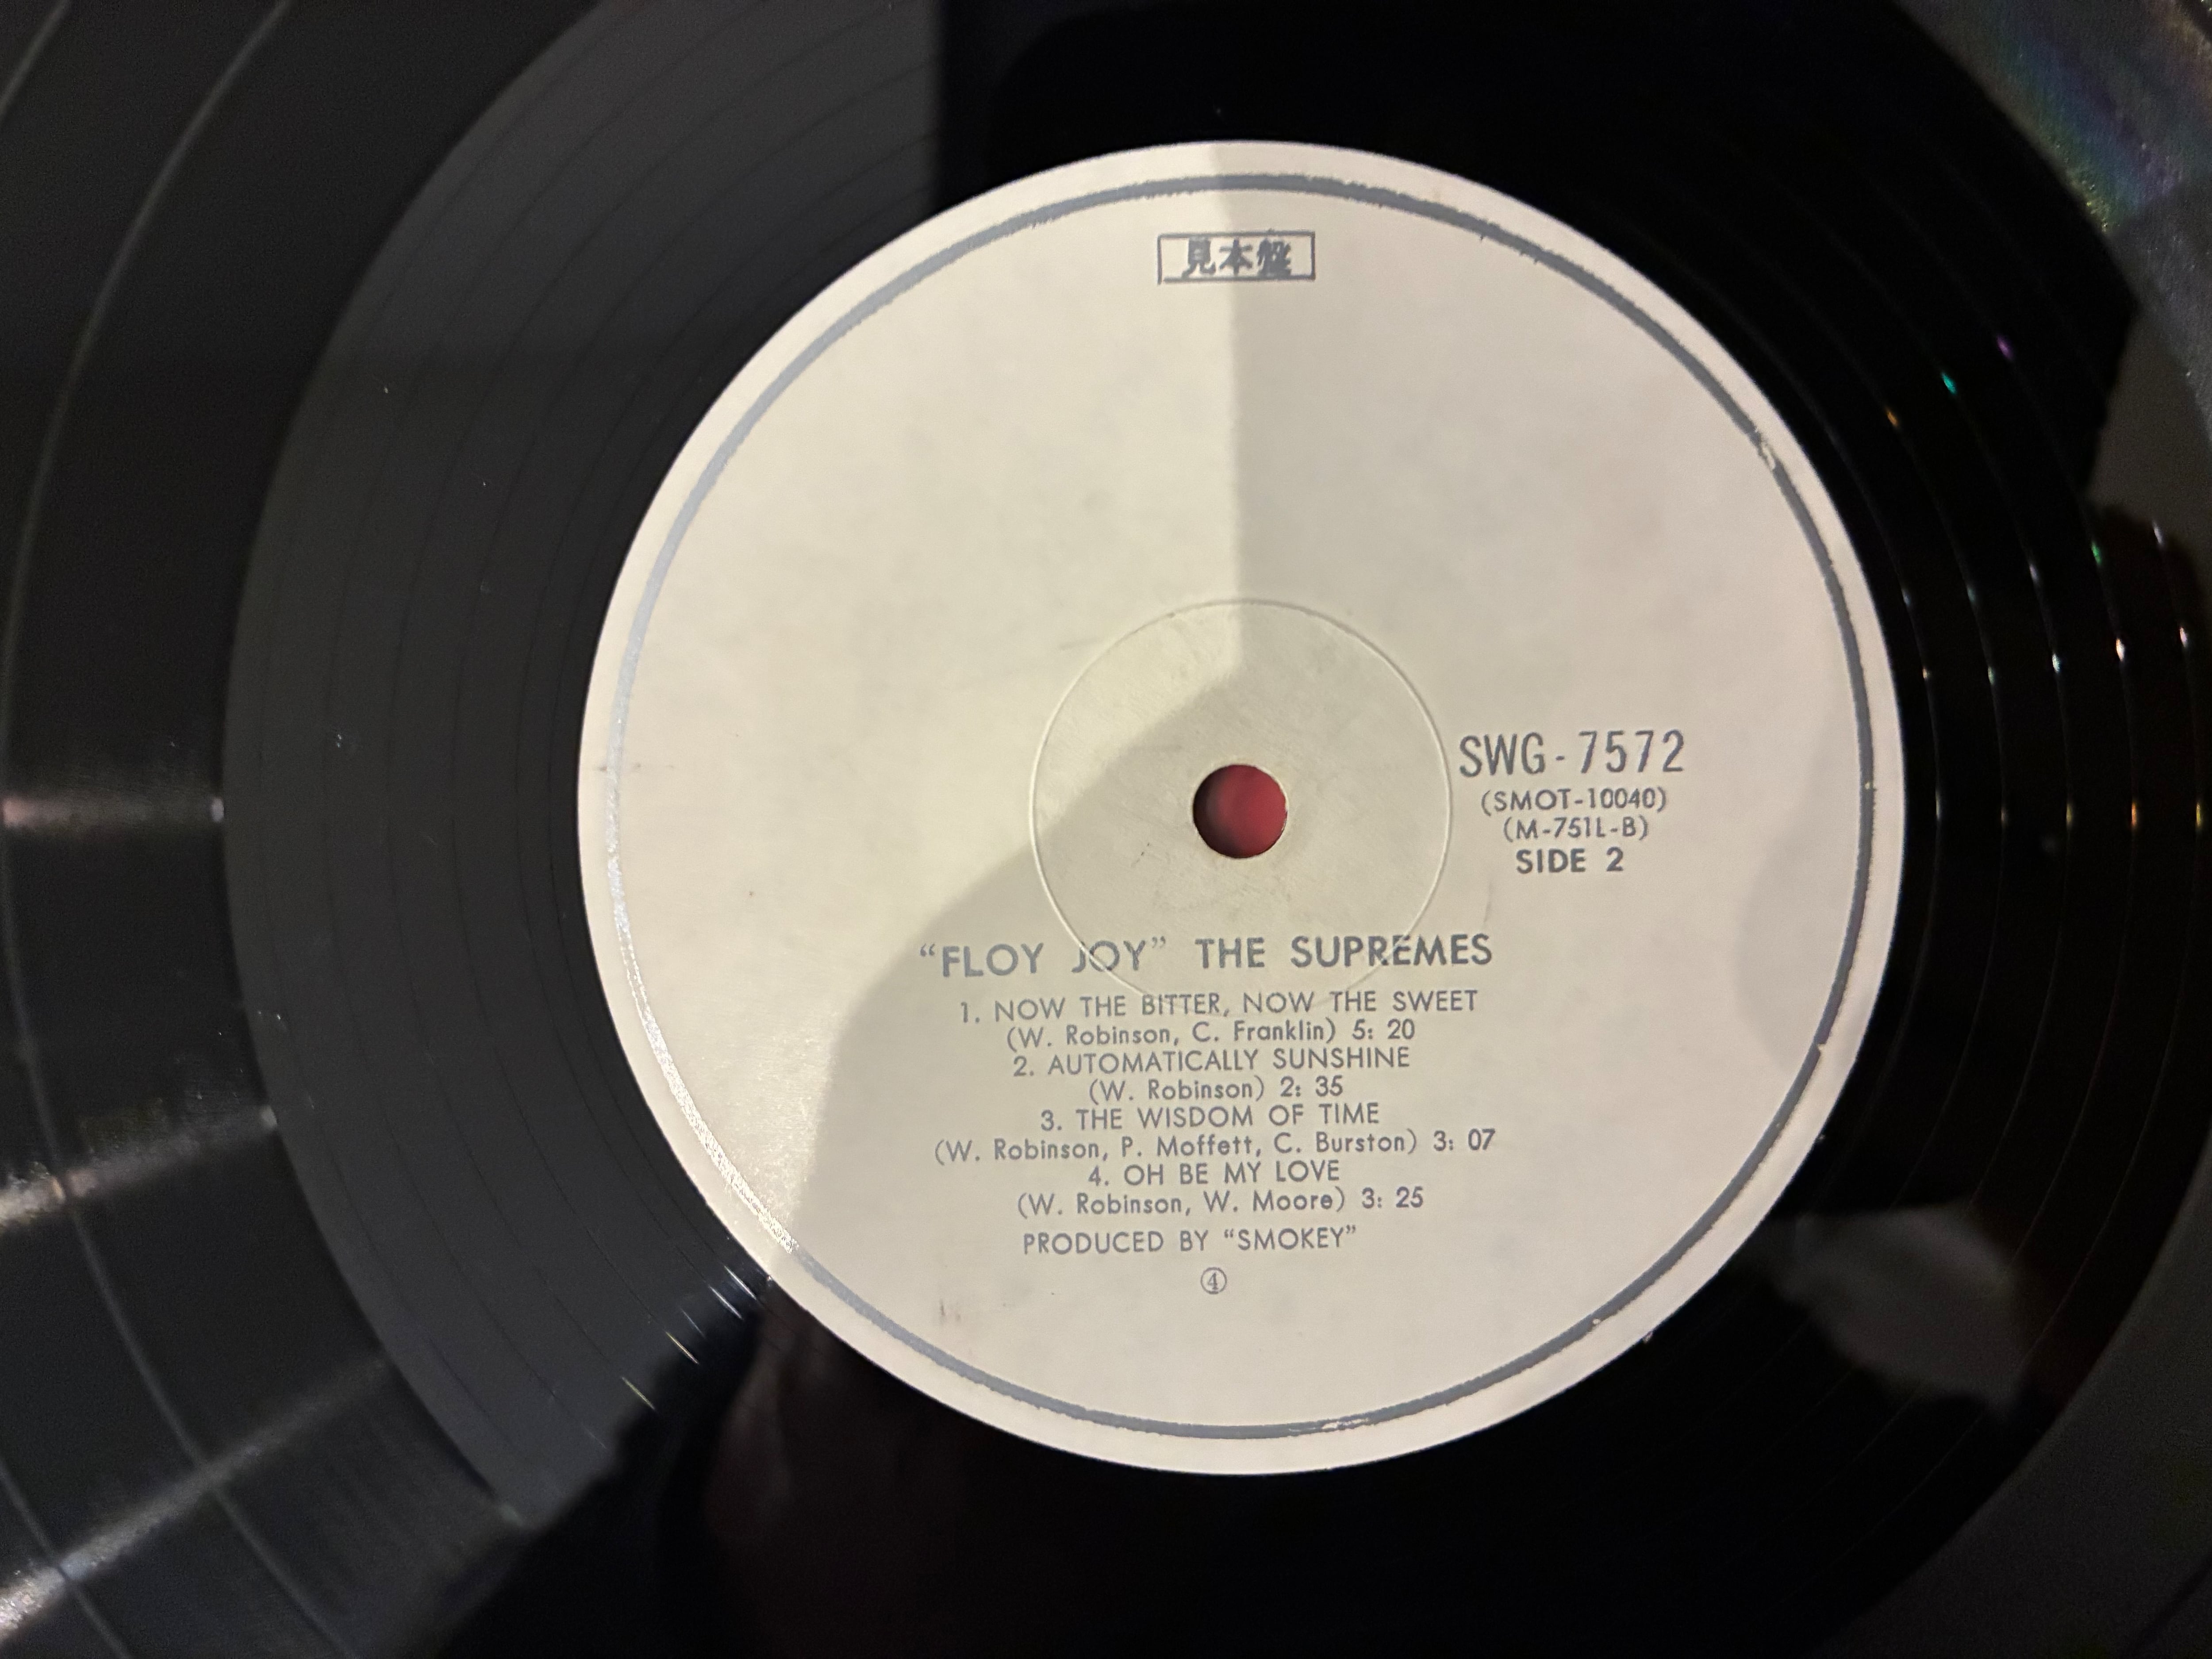 見本盤
SWG-7572
(SMOT-10040)
(M-751L-B)
SIDE 2
“FLOY JOY” THE SUPREMES
1. NOW THE BITTER, NOW THE SWEET
(W. Robinson, C. Franklin) 5: 20
2. AUTOMATICALLY SUNSHINE
(W. Robinson) 2: 35
3. THE WISDOM OF TIME
(W. Robinson, P. Moffett, C. Burston) 3: 07
4. OH BE MY LOVE
(W. Robinson, W. Moore) 3: 25
PRODUCED BY “SMOKEY”
④